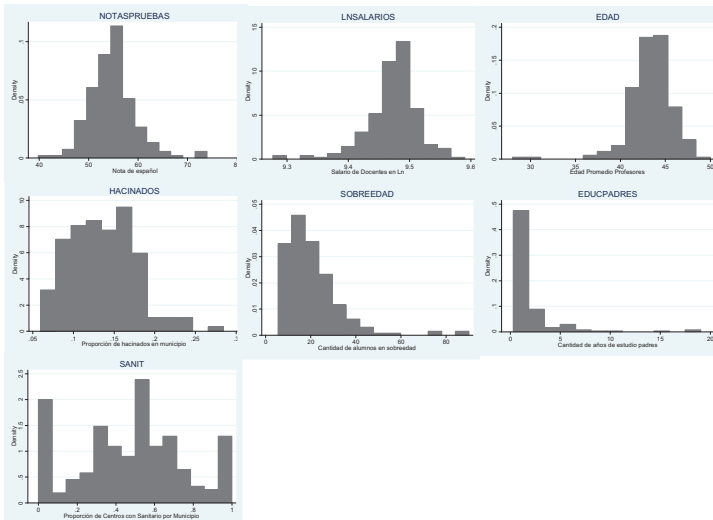 NOTASPRUEBAS
Density
0 .05 .1
40 50 60 70 8
Nota de español
LNSALARIOS
Density
0 5 10 15
9.3 9.4 9.5 9.6
Salario de Docentes en Ln
EDAD
Density
0 .05 .1 .15 .2
30 35 40 45 50
Edad Promedio Profesores
HACINADOS
Density
0 2 4 6 8 10
.05 .1 .15 .2 .25 .3
Proporción de hacinados en municipio
SOBREEDAD
Density
0 .01 .02 .03 .04 .05
0 20 40 60 80
Cantidad de alumnos en sobreedad
EDUCPADRES
Density
0 .1 .2 .3 .4 .5
0 5 10 15 20
Cantidad de años de estudio padres
SANIT
Density
0 .5 1 1.5 2 2.5
0 .2 .4 .6 .8 1
Proporción de Centros con Sanitario por Municipio